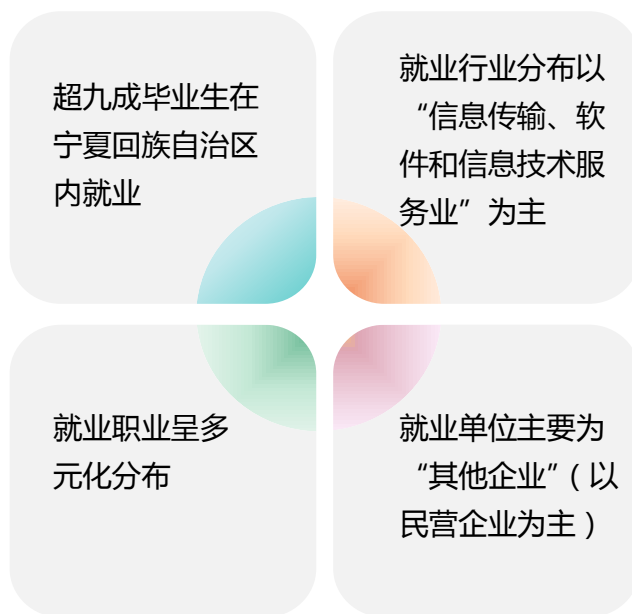 超九成毕业生在
宁夏回族自治区
内就业
就业行业分布以
“信息传输、软
件和信息技术服
务业”为主
就业职业呈多
元化分布
就业单位主要为
“其他企业”（以
民营企业为主）